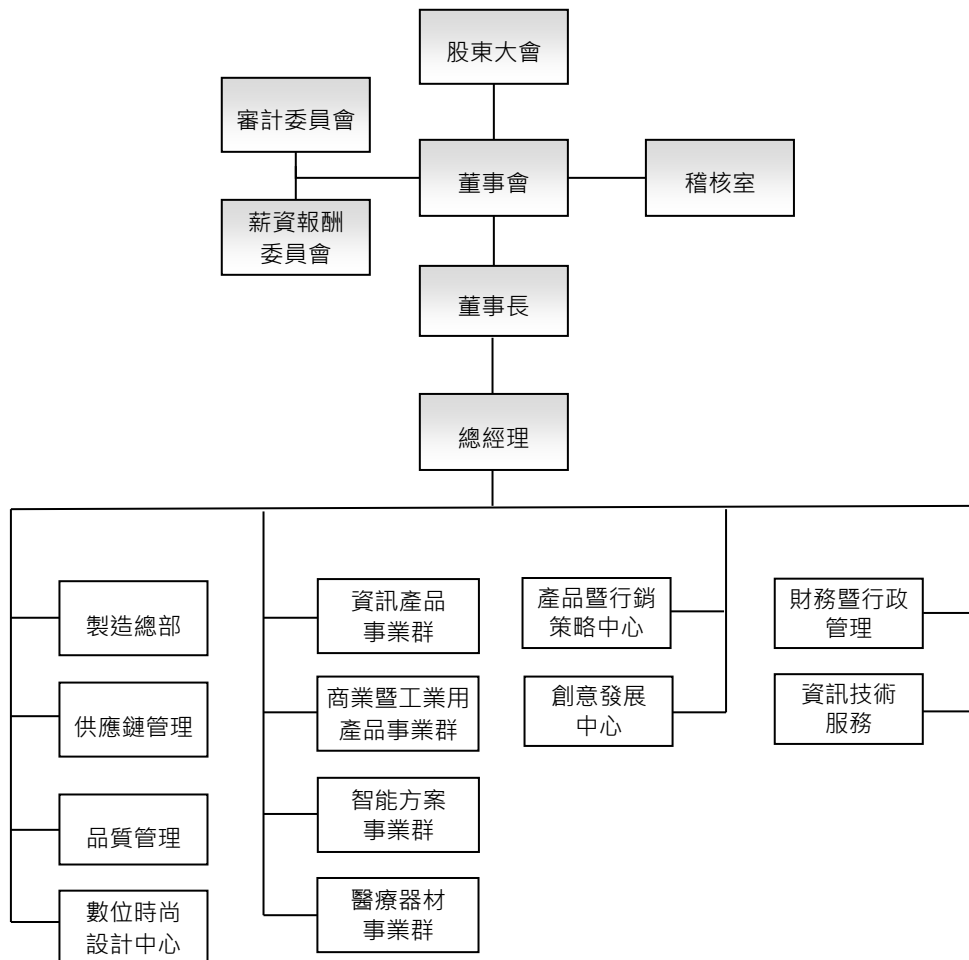 股東大會
審計委員會
董事會
稽核室
薪資報酬
委員會
董事長
總經理
製造總部
供應鏈管理
品質管理
數位時尚
設計中心
資訊產品
事業群
商業暨工業用
產品事業群
智能方案
事業群
醫療器材
事業群
產品暨行銷
策略中心
創意發展
中心
財務暨行政
管理
資訊技術
服務